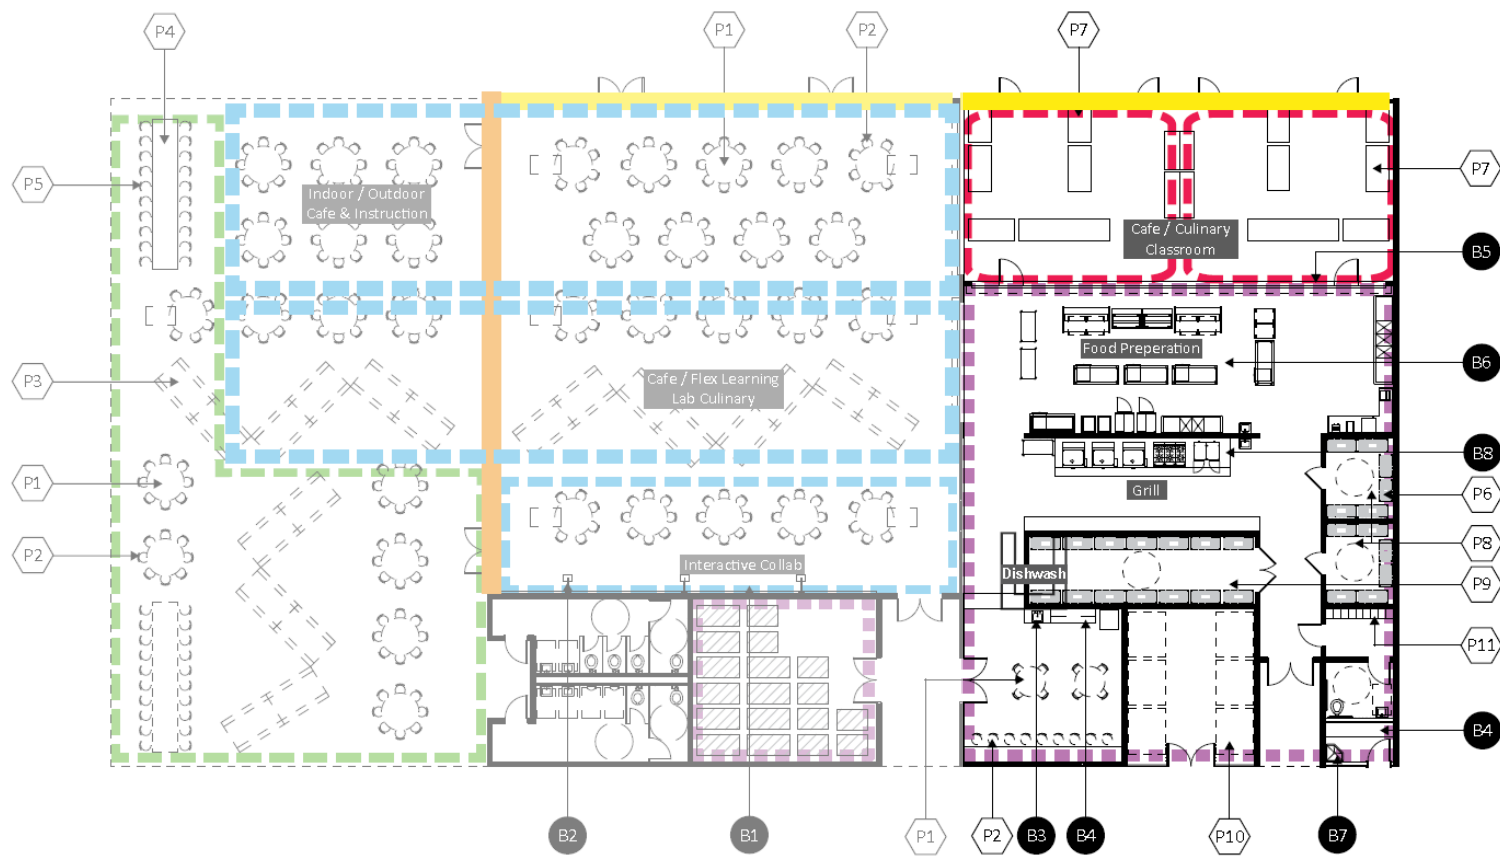 P4
P1
P2
P7
P5
P7
Indoor / Outdoor
Cafe & Instruction
Cafe / Culinary
Classroom
B5
Food Preperation
B6
P3
Cafe / Flex Learning
Lab Culinary
B8
P1
Grill
P6
P2
P8
Interactive Collab
Dishwash
P9
P11
B4
B2
B1
P1
P2
B3
B4
P10
B7